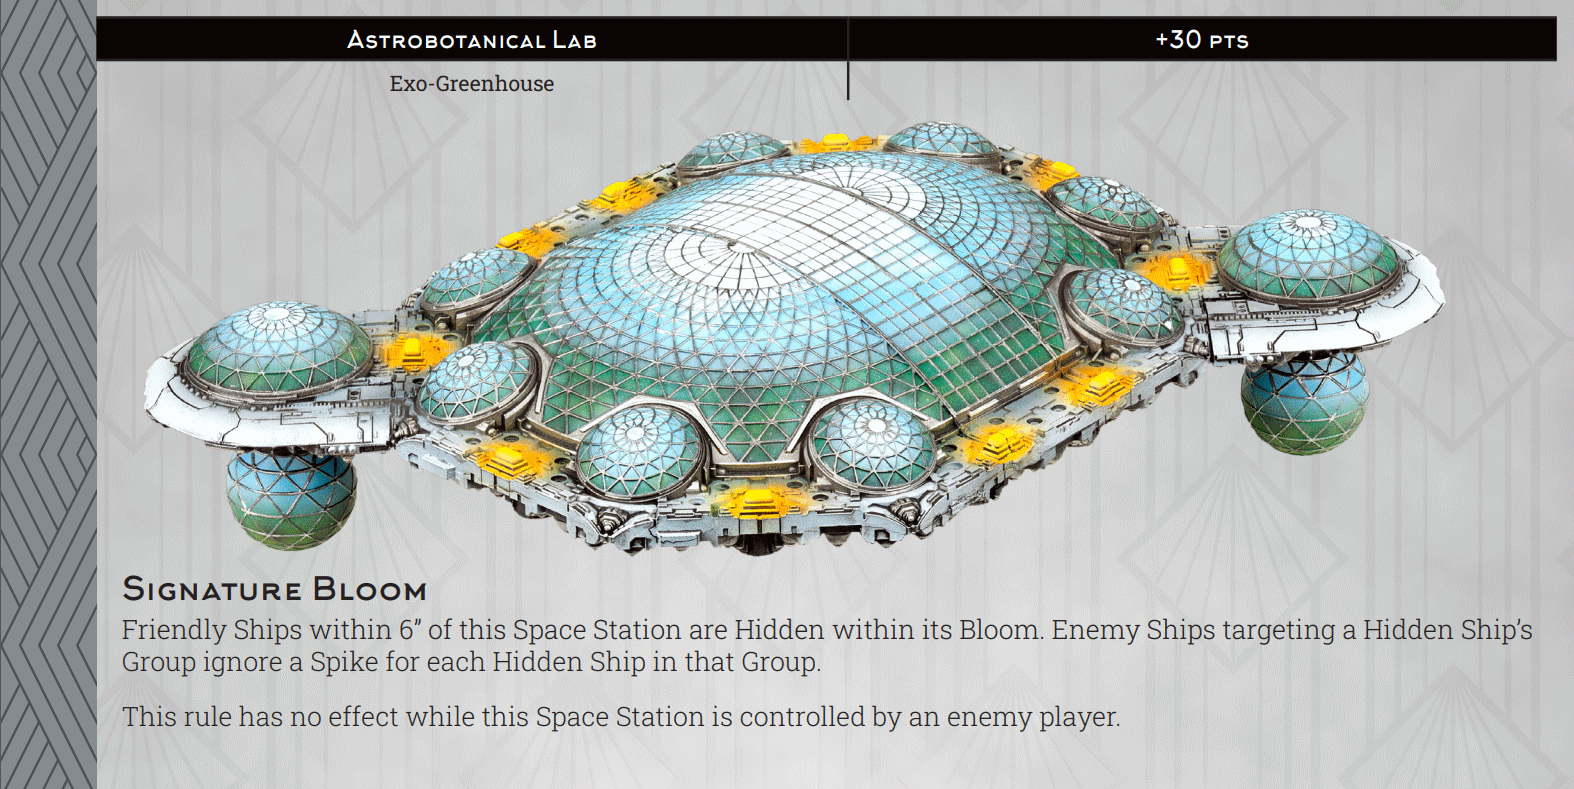 Astrobotanical Lab
+30 pts
Exo-Greenhouse
Signature Bloom
Friendly Ships within 6” of this Space Station are Hidden within its Bloom. Enemy Ships targeting a Hidden Ship’s
Group ignore a Spike for each Hidden Ship in that Group.
This rule has no effect while this Space Station is controlled by an enemy player.